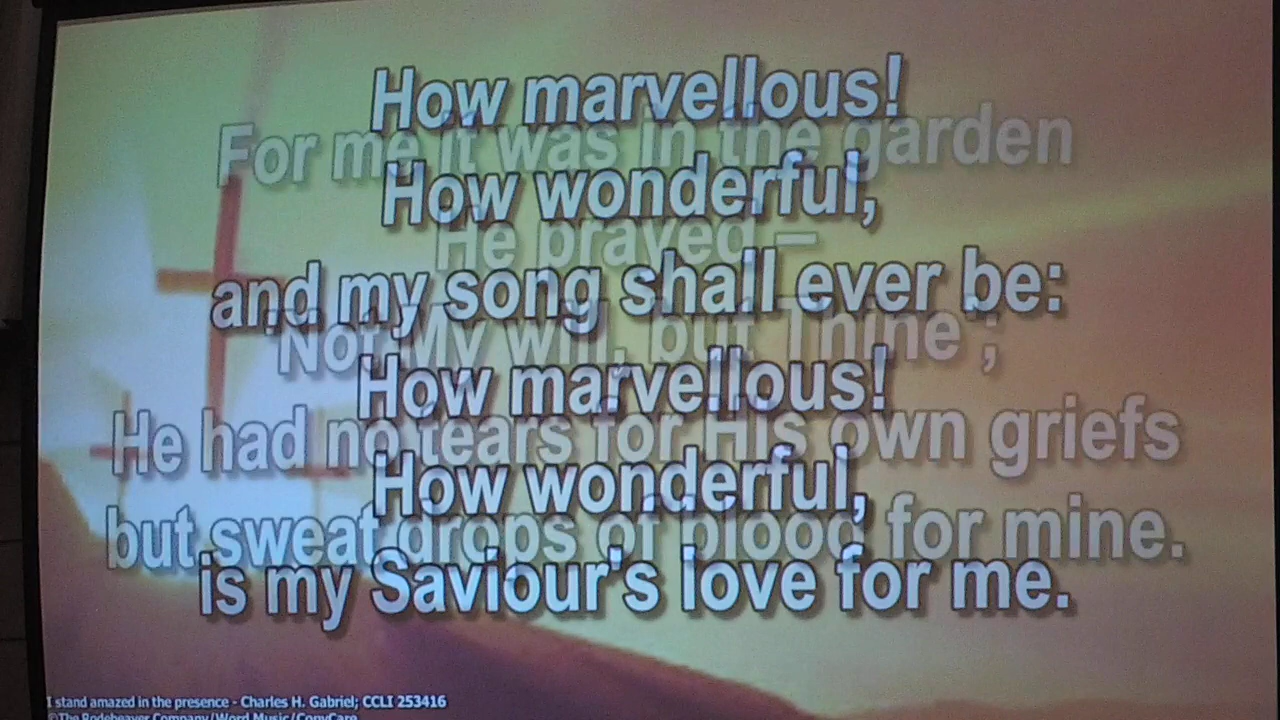 How marvellous!
For me it was in the garden
How wonderful,
He prayed –
and my song shall ever be:
'Not My will, but Thine';
How marvellous!
He had no tears for His own griefs
How wonderful,
but sweat drops of blood for mine.
is my Saviour's love for me.
I stand amazed in the presence - Charles H. Gabriel; CCLI 253416
©The Rodeheaver Company/Word Music/CopyCare